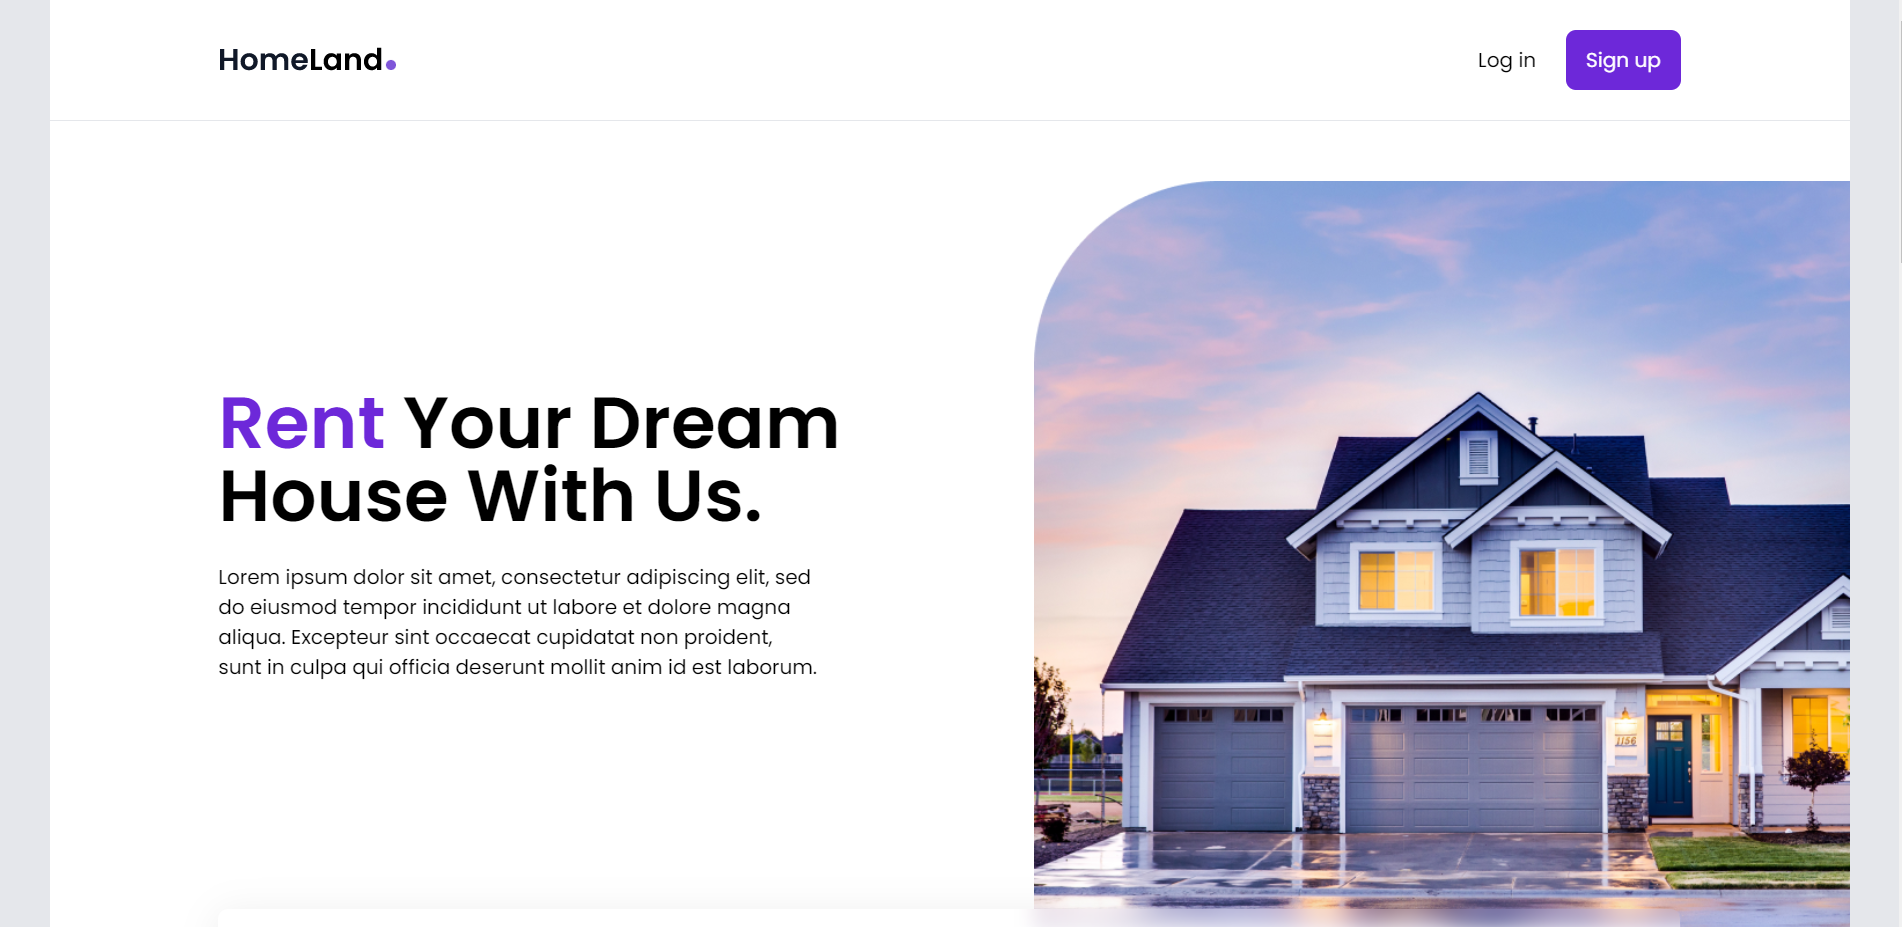 HomeLand
Log in
Sign up
Rent Your Dream
House With Us.
Lorem ipsum dolor sit amet, consectetur adipiscing elit, sed
do eiusmod tempor incididunt ut labore et dolore magna
aliqua. Excepteur sint occaecat cupidatat non proident,
sunt in culpa qui officia deserunt mollit anim id est laborum.
1156